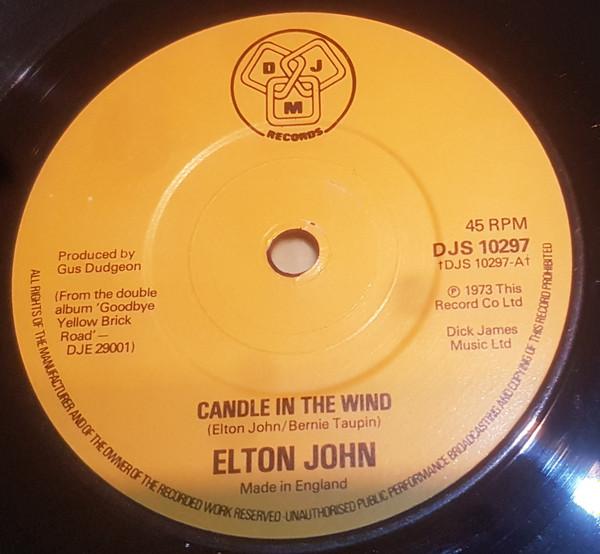 D J
M
RECORDS
45 RPM
DJS 10297
†DJS 10297-A†
Produced by
Gus Dudgeon
(From the double
album 'Goodbye
Yellow Brick
Road'—
DJE 29001)
℗ 1973 This
Record Co Ltd
Dick James
Music Ltd
CANDLE IN THE WIND
(Elton John/Bernie Taupin)
ELTON JOHN
Made in England
ALL RIGHTS OF THE MANUFACTURER AND OF THE OWNER OF THE RECORDED WORK RESERVED·UNAUTHORISED PUBLIC PERFORMANCE BROADCASTING AND COPYING OF THIS RECORD PROHIBITED